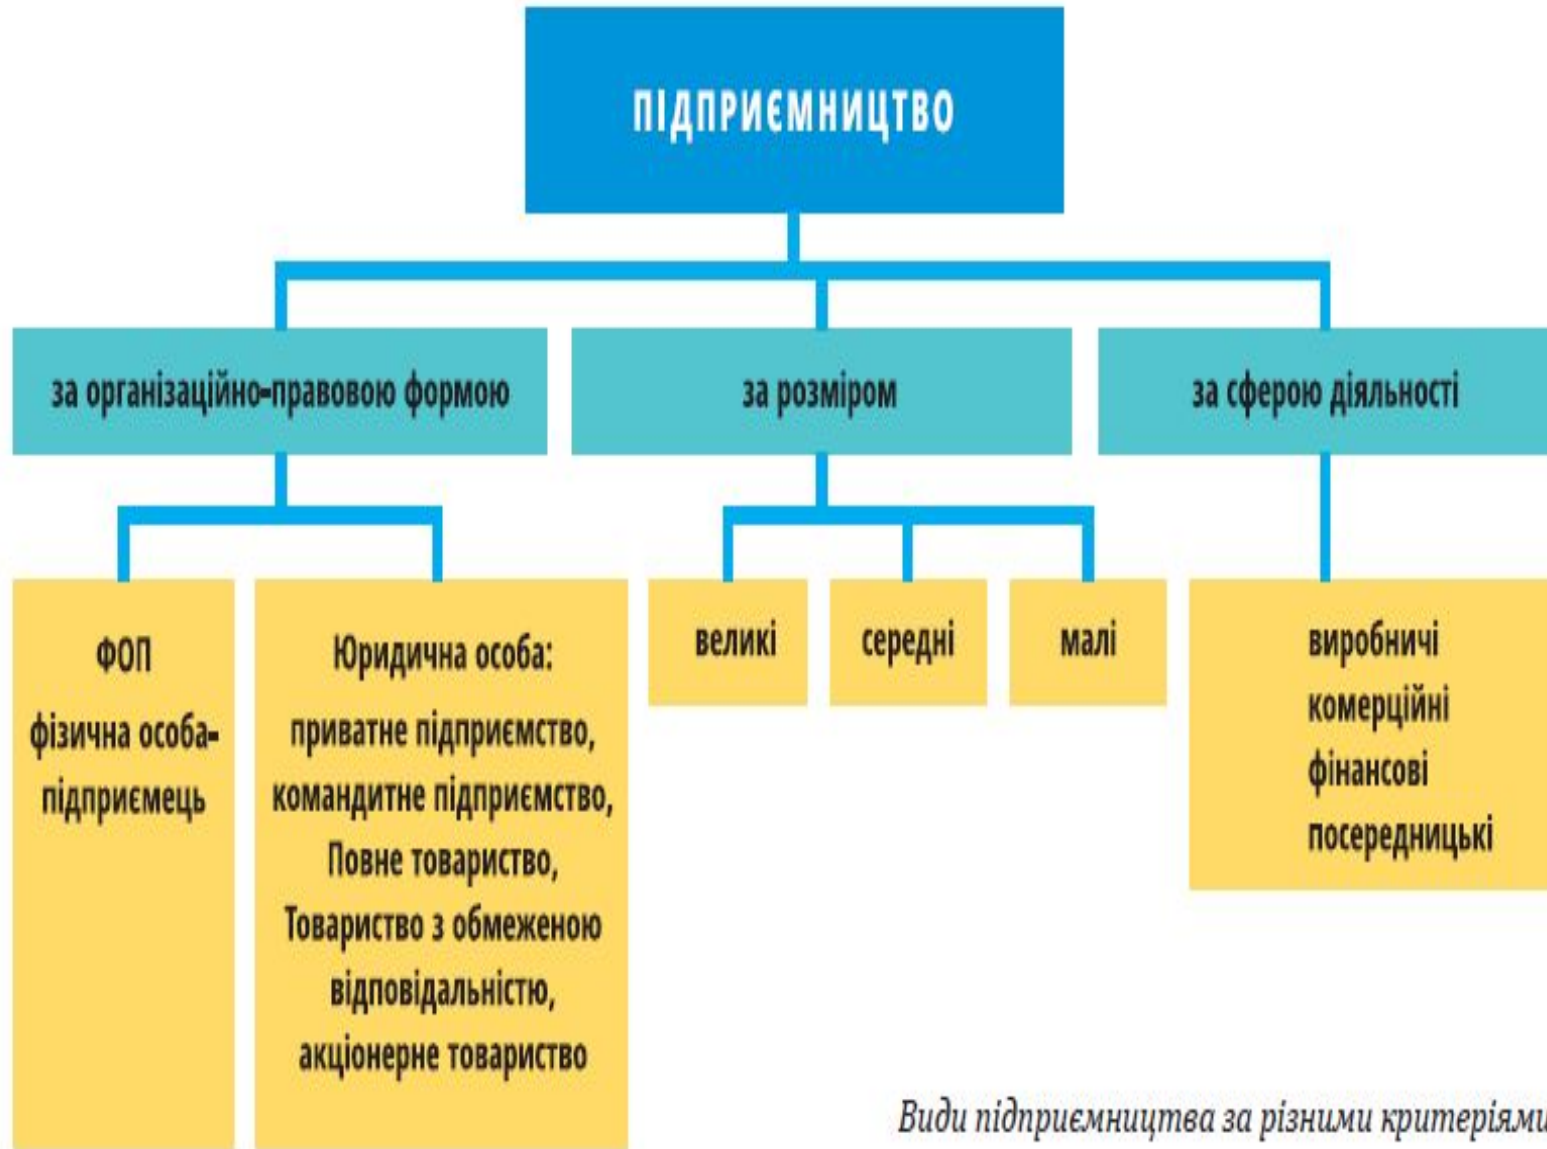 ПІДПРИЄМНИЦТВО
за організаційно-правовою формою
за розміром
за сферою діяльності
ФОП
фізична особа-
підприємець
Юридична особа:
приватне підприємство,
командитне підприємство,
Повне товариство,
Товариство з обмеженою
відповідальністю,
акціонерне товариство
великі
середні
малі
виробничі
комерційні
фінансові
посередницькі
Види підприємництва за різними критеріями